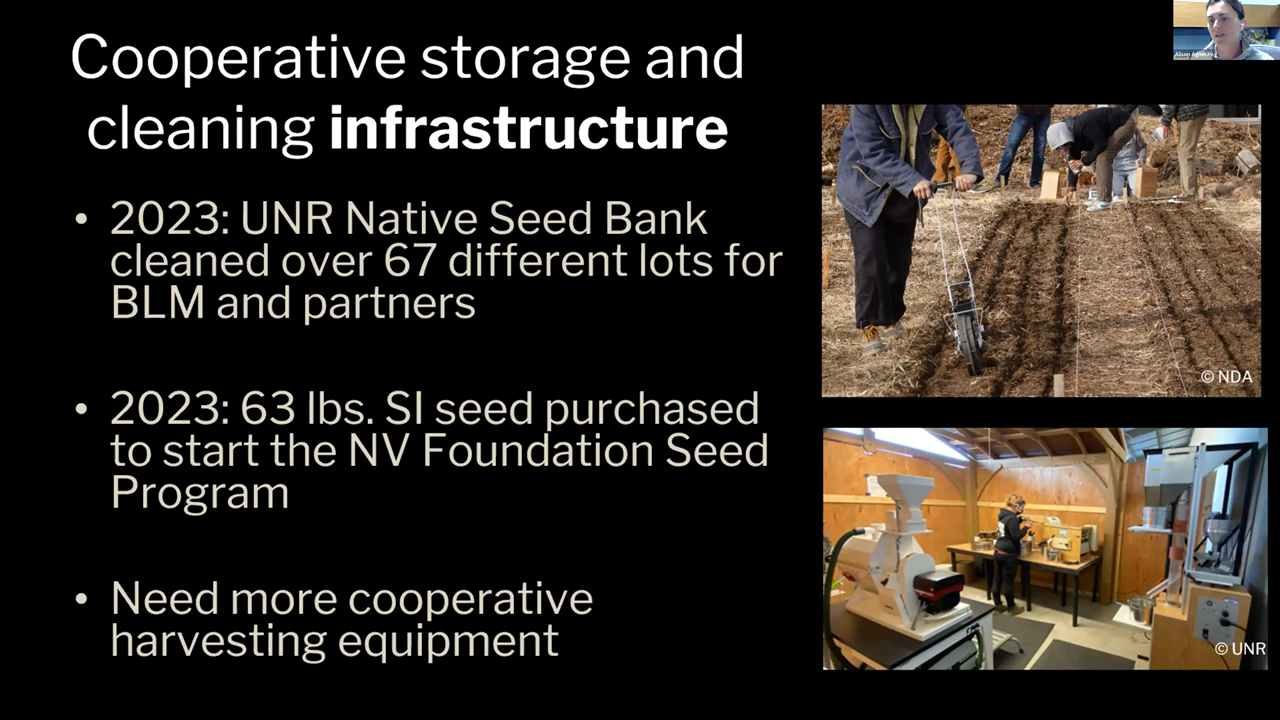 Cooperative storage and
cleaning infrastructure
• 2023: UNR Native Seed Bank
cleaned over 67 different lots for
BLM and partners
• 2023: 63 lbs. SI seed purchased
to start the NV Foundation Seed
Program
• Need more cooperative
harvesting equipment
© NDA
© UNR
Alison